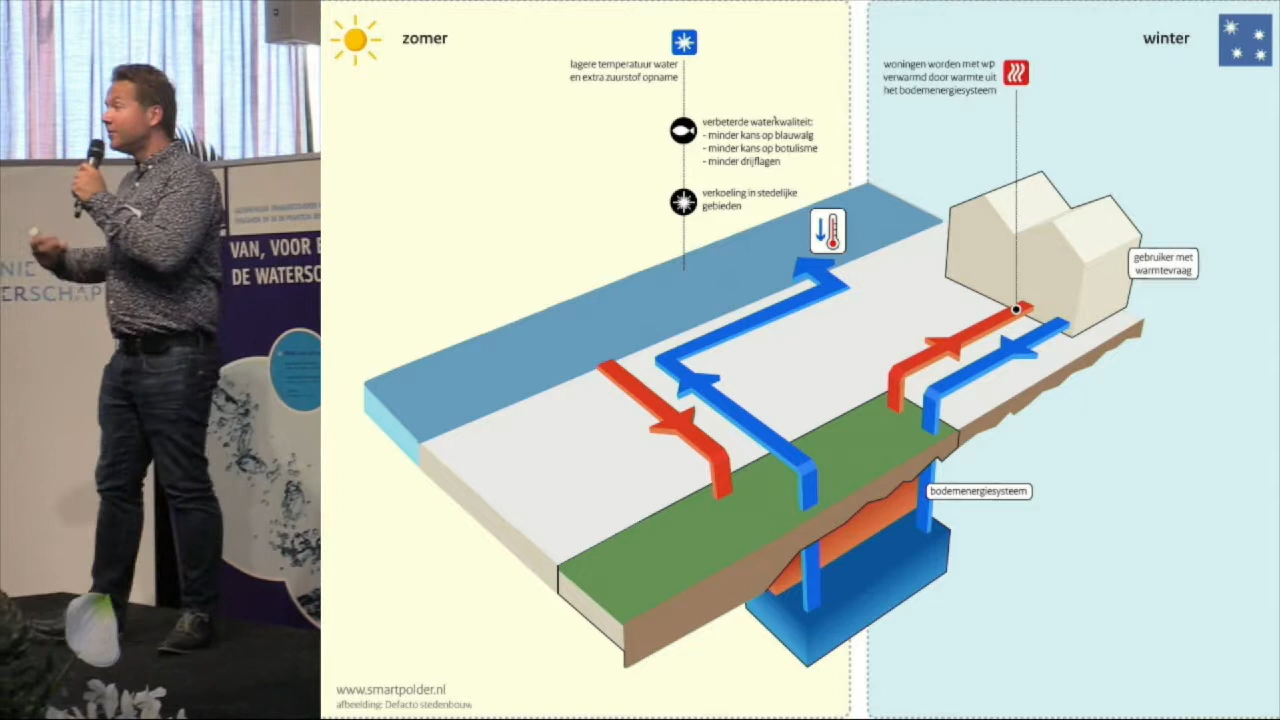 VAN, VOOR E
DE WATERSC
NIE
ERSCHAP
zomer
lagere temperatuur water
en extra zuurstof opname
verbeterde waterkwaliteit:
- minder kans op blauwalg
- minder kans op botulisme
- minder drijflagen
verkoeling in stedelijke
gebieden
winter
woningen worden met wp
verwarmd door warmte uit
het bodemenergiesysteem
gebruiker met
warmtevraag
bodemenergiesysteem
www.smartpolder.nl
afbeelding: Defacto stedenbouw